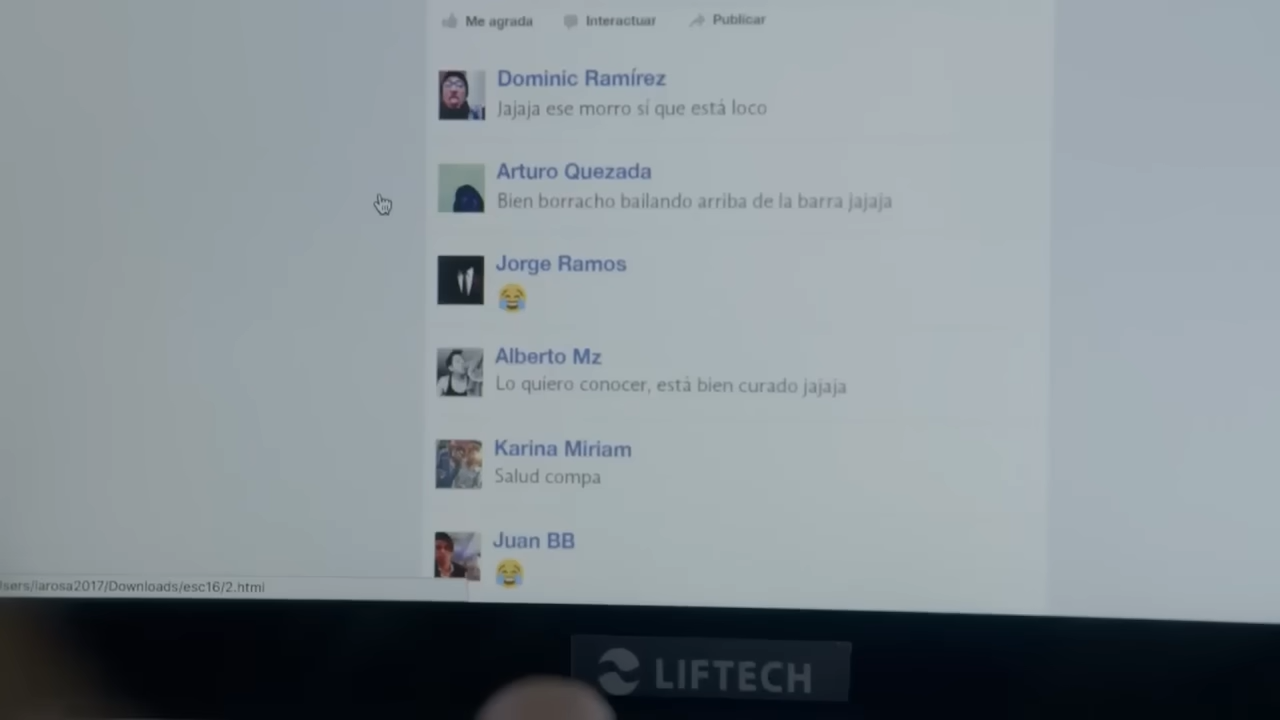 Me agrada Interactuar Publicar
Dominic Ramírez
Jajaja ese morro sí que está loco
Arturo Quezada
Bien borracho bailando arriba de la barra jajaja
Jorge Ramos
😂
Alberto Mz
Lo quiero conocer, está bien curado jajaja
Karina Miriam
Salud compa
Juan BB
😂
sers/larosa2017/Downloads/esc16/2.html
LIFTECH